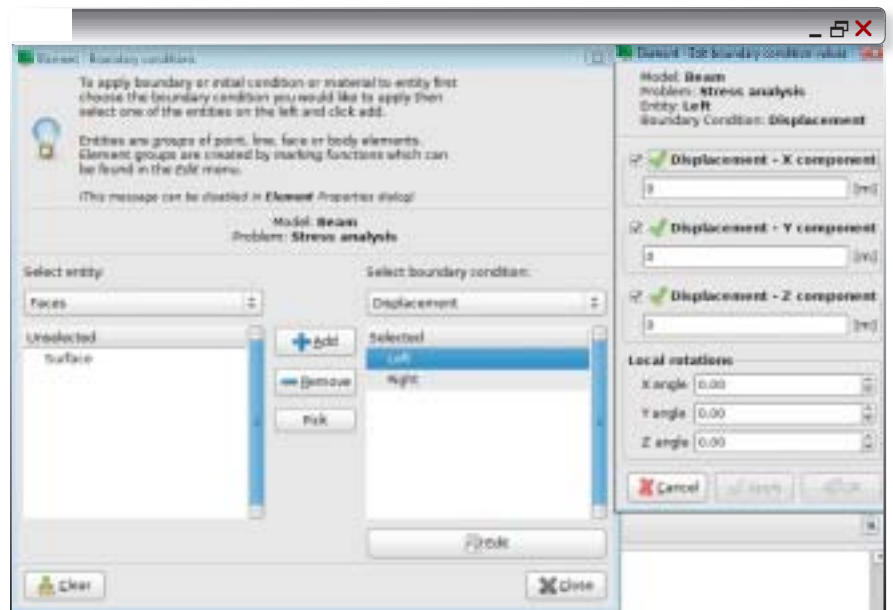 Element - Boundary conditions
To apply boundary or initial condition or material to entity first
choose the boundary condition you would like to apply then
select one of the entities on the left and click add.
Entities are groups of point, line, face or body elements.
Element groups are created by marking functions which can
be found in the Edit menu.
(This message can be disabled in Element Properties dialog)
Model: Beam
Problem: Stress analysis
Select entity:
Select boundary condition:
Faces
Displacement
Unselected
Surface
Add
Remove
Pick
Selected
Left
Right
Edit
Clear
Close
Element - Edit boundary condition values
Model: Beam
Problem: Stress analysis
Entity: Left
Boundary Condition: Displacement
Displacement - X component
0 [m]
Displacement - Y component
0 [m]
Displacement - Z component
0 [m]
Local rotations
X angle 0.00
Y angle 0.00
Z angle 0.00
Cancel
Apply
OK